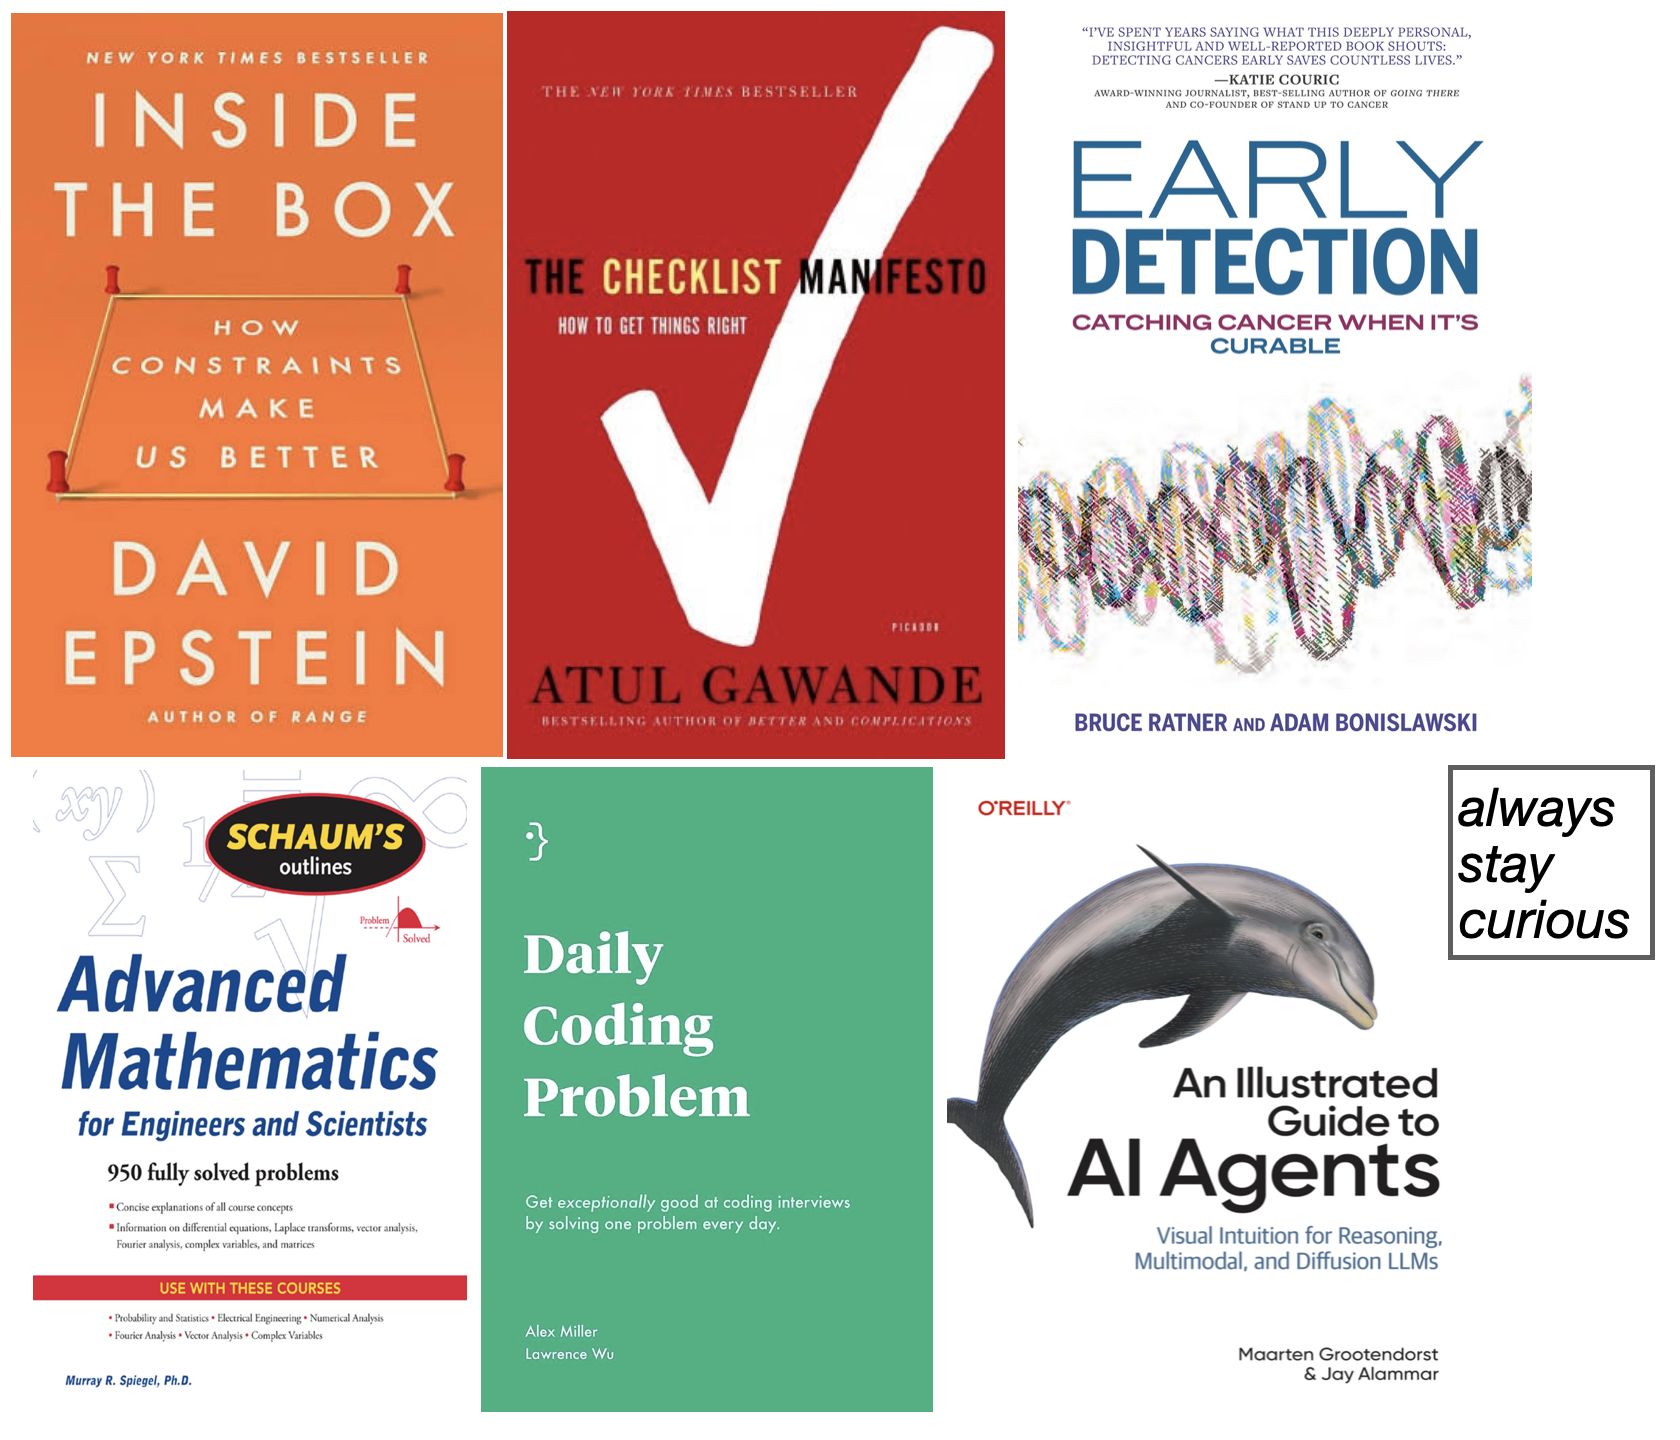 NEW YORK TIMES BESTSELLER
INSIDE
THE BOX
HOW
CONSTRAINTS
MAKE
US BETTER
DAVID
EPSTEIN
AUTHOR OF RANGE
THE NEW YORK TIMES BESTSELLER
THE CHECKLIST MANIFESTO
HOW TO GET THINGS RIGHT
PICADOR
ATUL GAWANDE
BESTSELLING AUTHOR OF BETTER AND COMPLICATIONS
“I’VE SPENT YEARS SAYING WHAT THIS DEEPLY PERSONAL,
INSIGHTFUL AND WELL-REPORTED BOOK SHOUTS:
DETECTING CANCERS EARLY SAVES COUNTLESS LIVES.”
—KATIE COURIC
AWARD-WINNING JOURNALIST, BEST-SELLING AUTHOR OF GOING THERE
AND CO-FOUNDER OF STAND UP TO CANCER
EARLY
DETECTION
CATCHING CANCER WHEN IT’S
CURABLE
BRUCE RATNER AND ADAM BONISLAWSKI
(xy)
SCHAUM’S
outlines
Problem
Solved
Advanced
Mathematics
for Engineers and Scientists
950 fully solved problems
Concise explanations of all course concepts
Information on differential equations, Laplace transforms, vector analysis,
Fourier analysis, complex variables, and matrices
USE WITH THESE COURSES
• Probability and Statistics • Electrical Engineering • Numerical Analysis
• Fourier Analysis • Vector Analysis • Complex Variables
Murray R. Spiegel, Ph.D.
Daily
Coding
Problem
Get exceptionally good at coding interviews
by solving one problem every day.
Alex Miller
Lawrence Wu
O’REILLY®
An Illustrated
Guide to
AI Agents
Visual Intuition for Reasoning,
Multimodal, and Diffusion LLMs
Maarten Grootendorst
& Jay Alammar
always
stay
curious